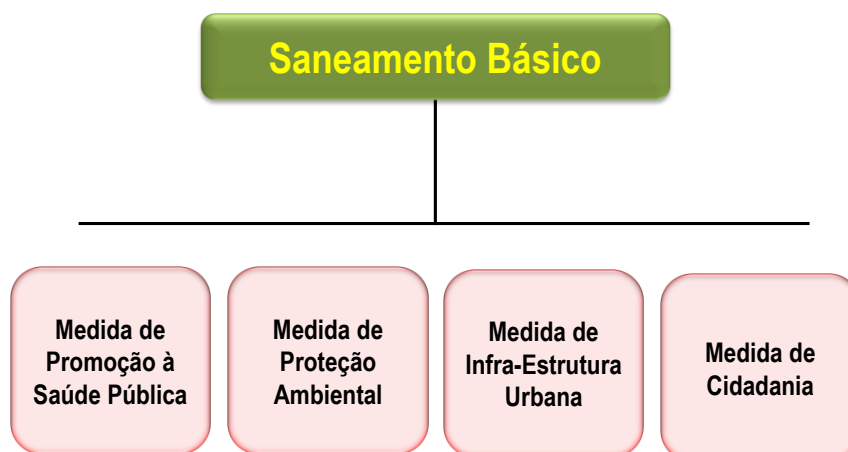 Saneamento Básico
Medida de
Promoção à
Saúde Pública
Medida de
Proteção
Ambiental
Medida de
Infra-Estrutura
Urbana
Medida de
Cidadania